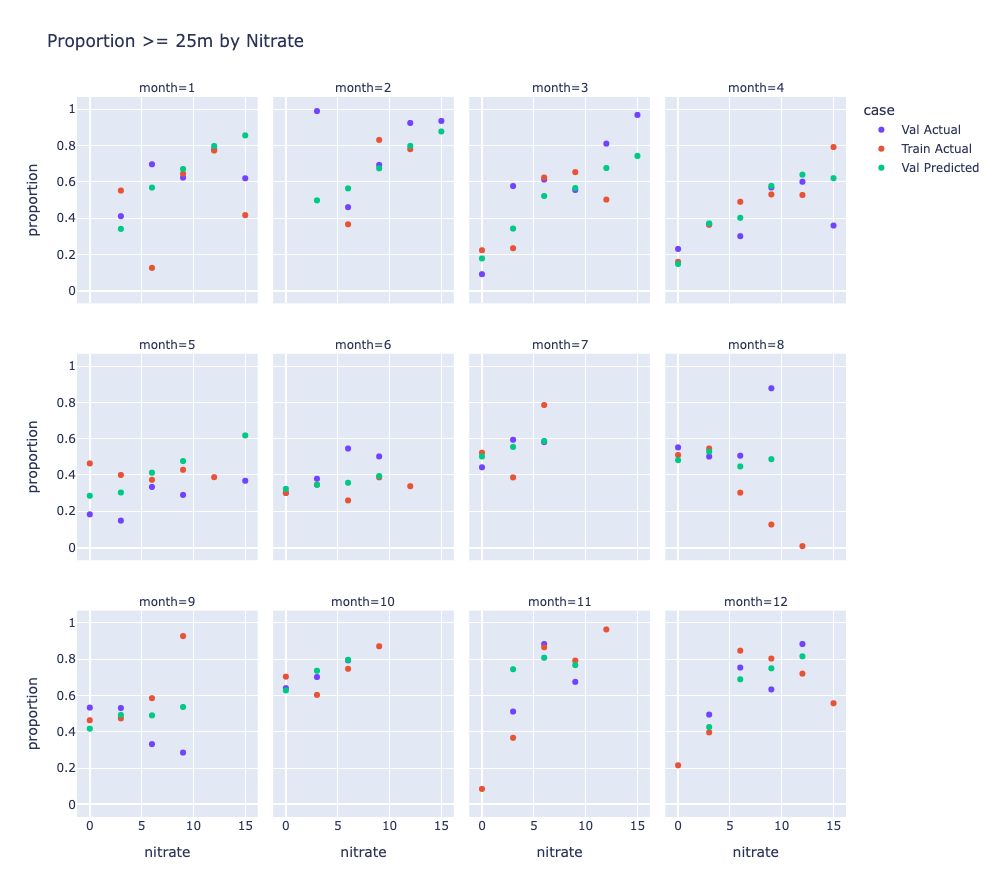 Proportion >= 25m by Nitrate
month=1
month=2
month=3
month=4
case
Val Actual
Train Actual
Val Predicted
1
0.8
0.6
0.4
0.2
0
proportion
month=5
month=6
month=7
month=8
1
0.8
0.6
0.4
0.2
0
proportion
month=9
month=10
month=11
month=12
1
0.8
0.6
0.4
0.2
0
proportion
0 5 10 15 0 5 10 15 0 5 10 15 0 5 10 15
nitrate nitrate nitrate nitrate